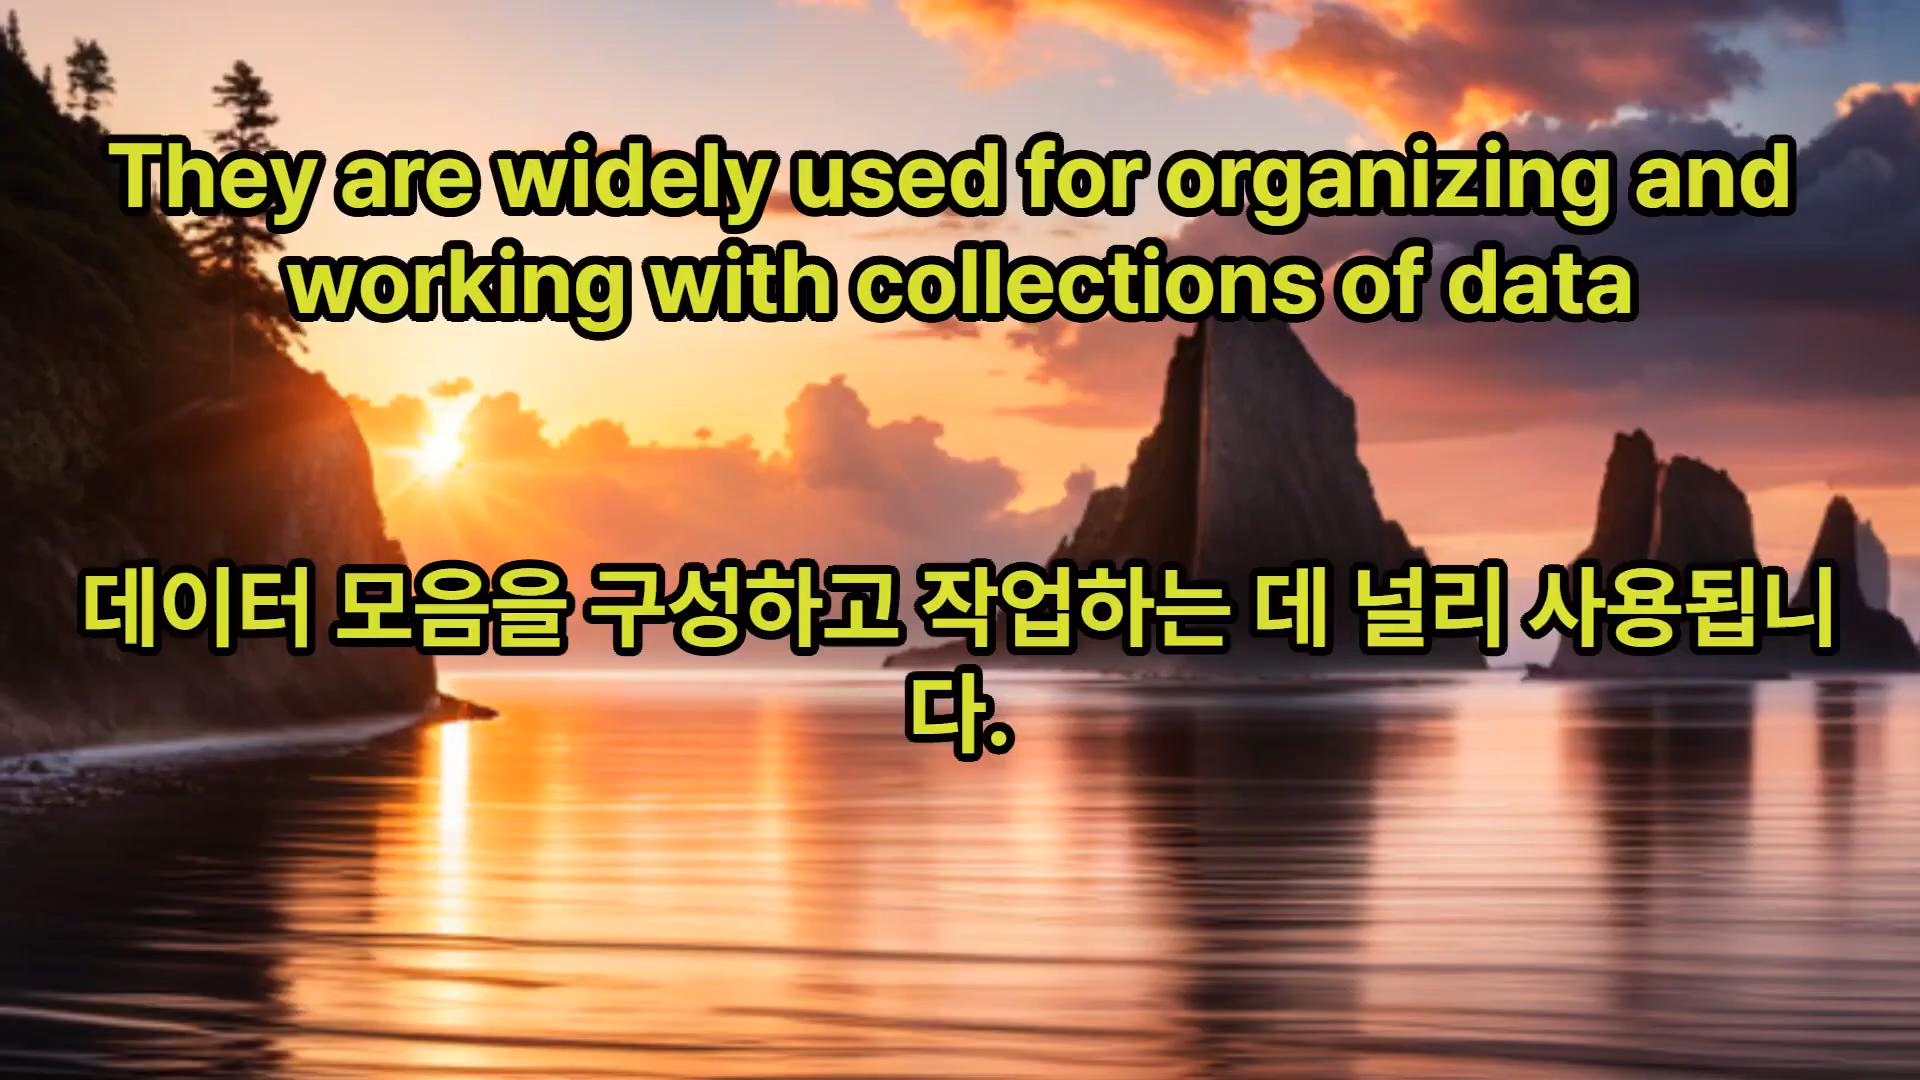 They are widely used for organizing and
working with collections of data
데이터 모음을 구성하고 작업하는 데 널리 사용됩니
다.